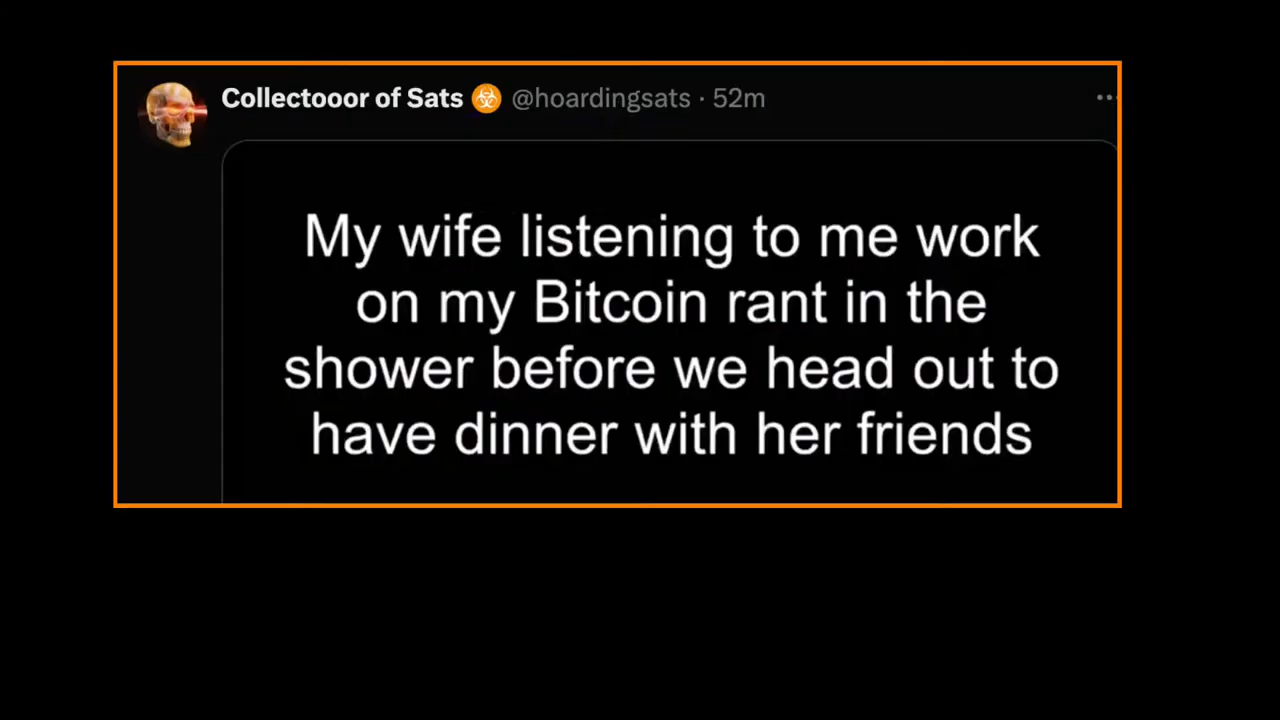 Collectooor of Sats ☣ @hoardingsats · 52m
My wife listening to me work
on my Bitcoin rant in the
shower before we head out to
have dinner with her friends